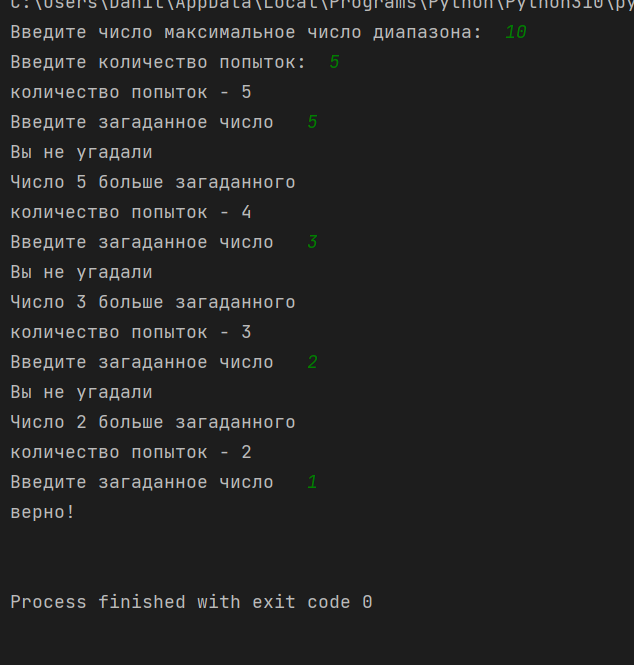 C:\Users\Danil\AppData\Local\Programs\Python\Python310\py
Введите число максимальное число диапазона:  10
Введите количество попыток:  5
количество попыток - 5
Введите загаданное число   5
Вы не угадали
Число 5 больше загаданного
количество попыток - 4
Введите загаданное число   3
Вы не угадали
Число 3 больше загаданного
количество попыток - 3
Введите загаданное число   2
Вы не угадали
Число 2 больше загаданного
количество попыток - 2
Введите загаданное число   1
верно!
Process finished with exit code 0